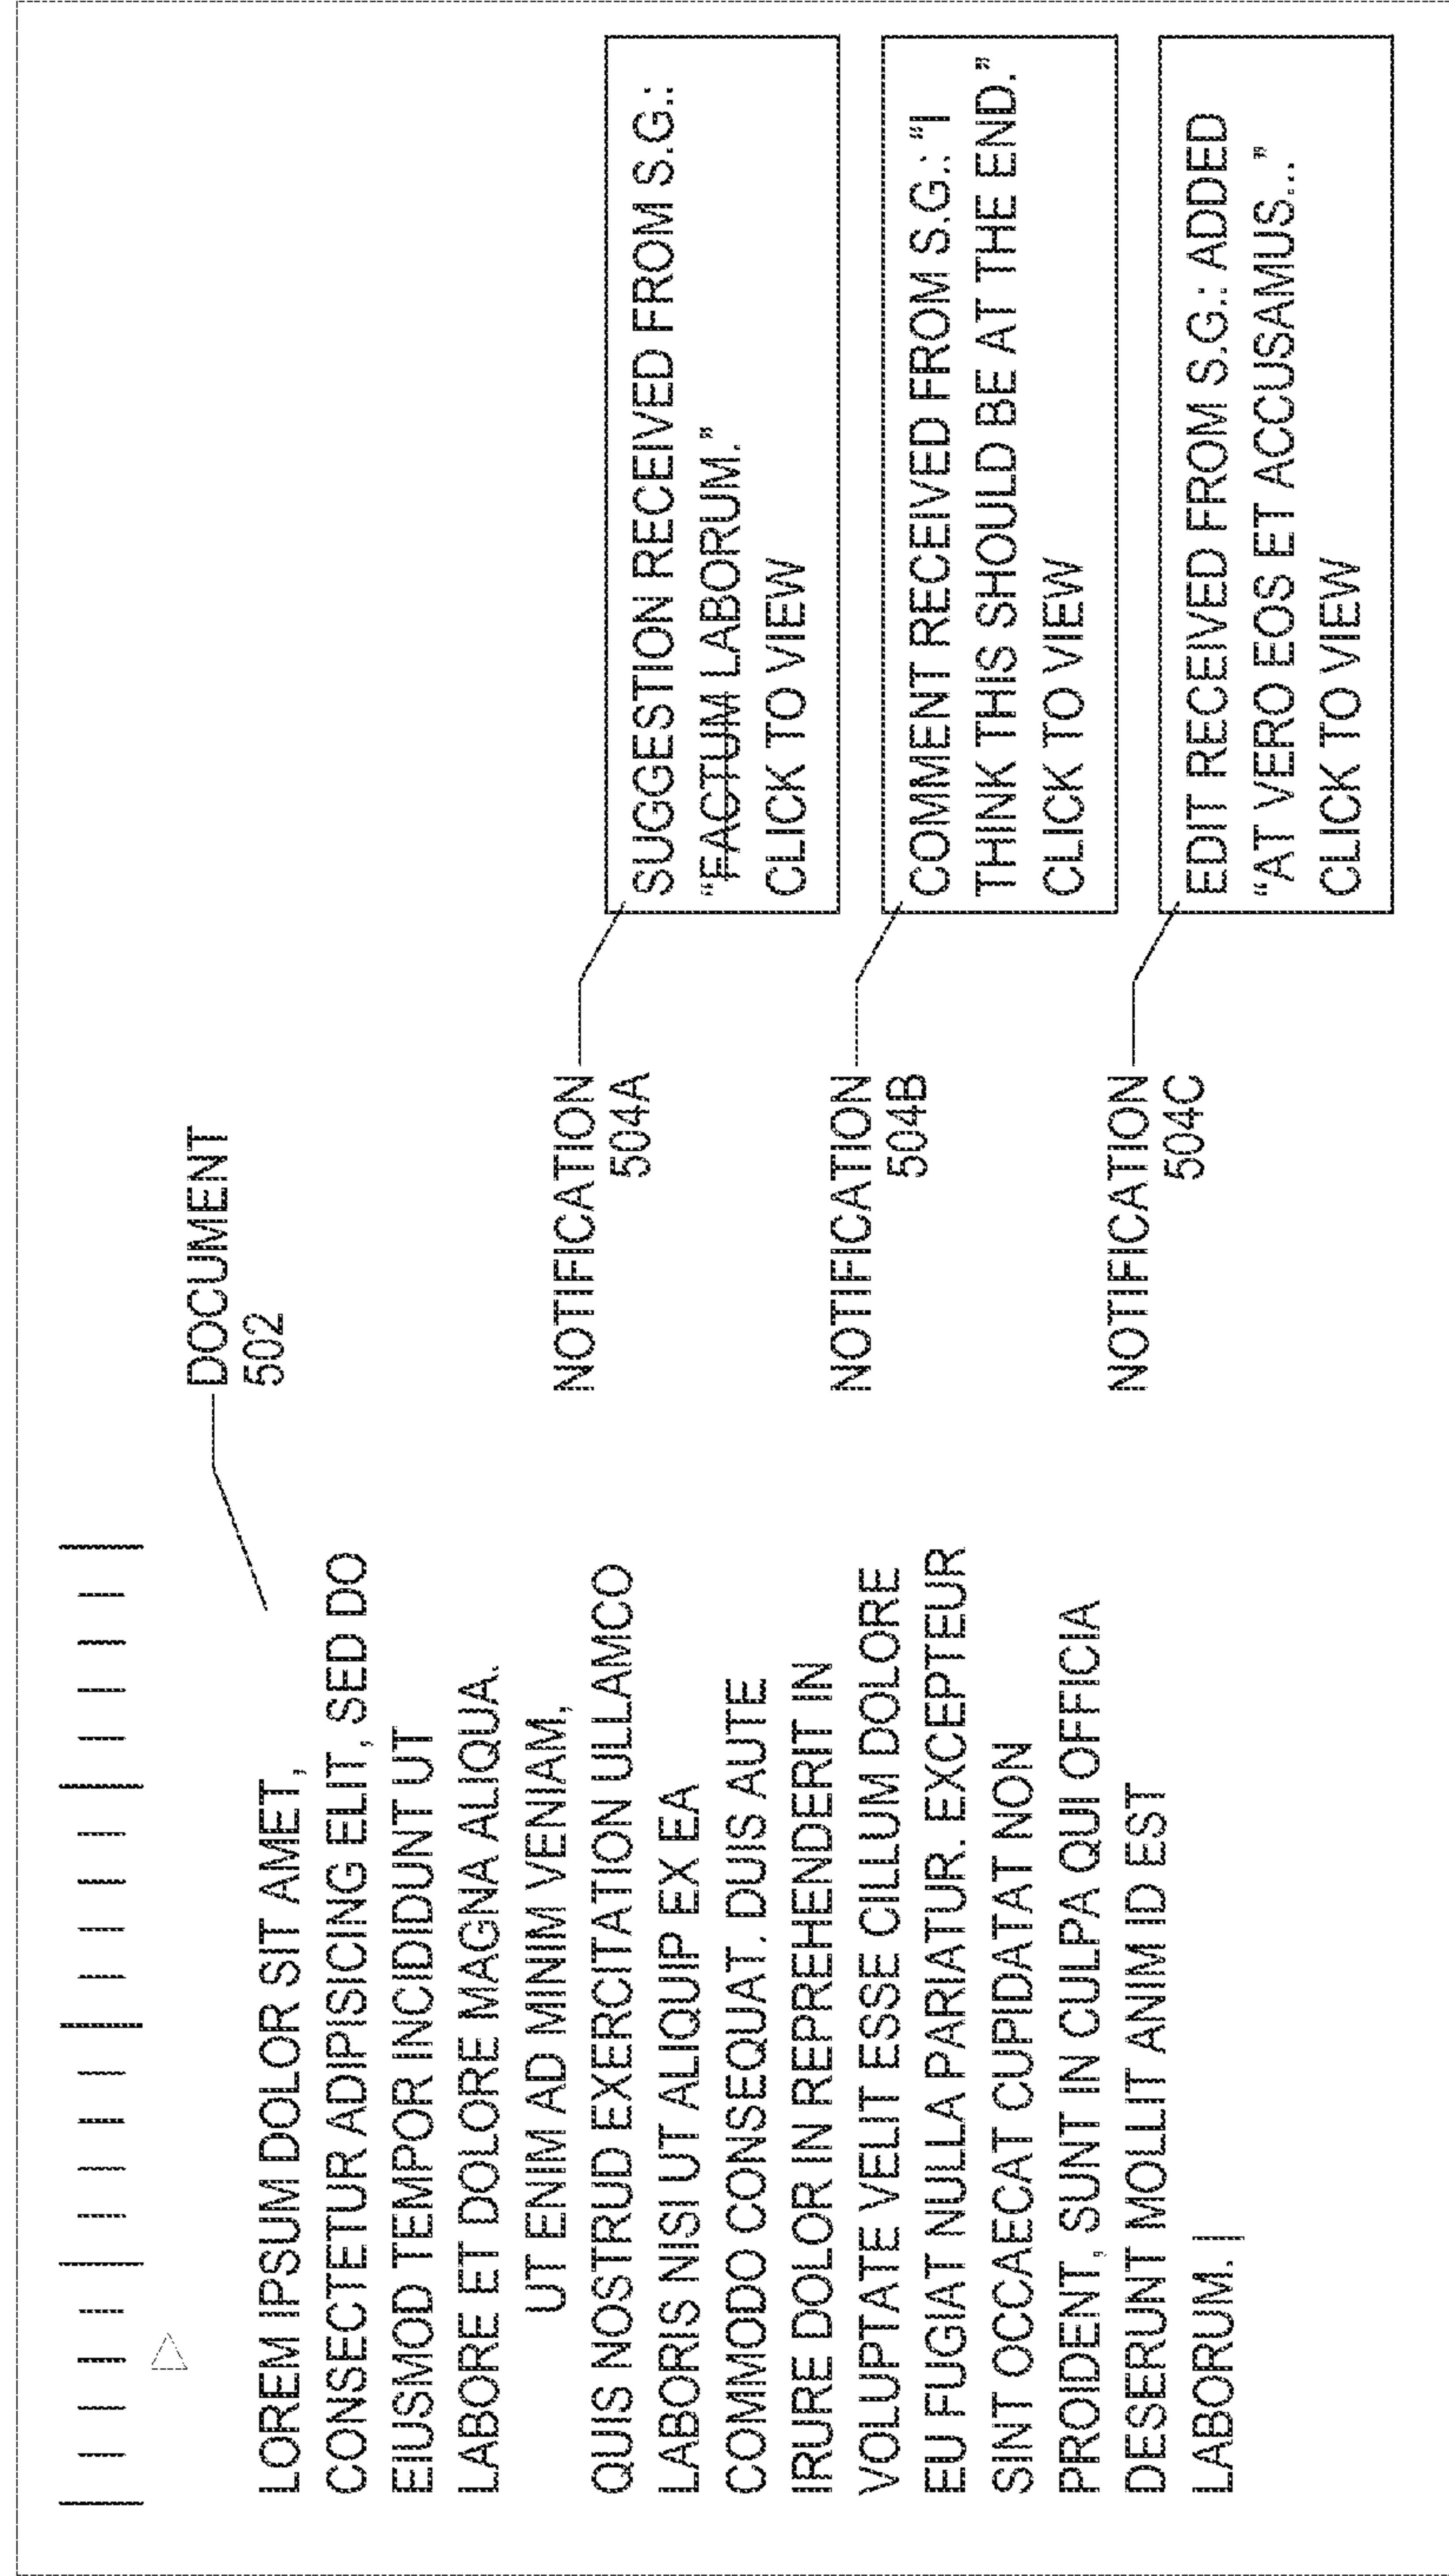 LOREM IPSUM DOLOR SIT AMET,
CONSECTETUR ADIPISICING ELIT, SED DO
EIUSMOD TEMPOR INCIDIDUNT UT
LABORE ET DOLORE MAGNA ALIQUA.
UT ENIM AD MINIM VENIAM,
QUIS NOSTRUD EXERCITATION ULLAMCO
LABORIS NISI UT ALIQUIP EX EA
COMMODO CONSEQUAT. DUIS AUTE
IRURE DOLOR IN REPREHENDERIT IN
VOLUPTATE VELIT ESSE CILLUM DOLORE
EU FUGIAT NULLA PARIATUR. EXCEPTEUR
SINT OCCAECAT CUPIDATAT NON
PROIDENT, SUNT IN CULPA QUI OFFICIA
DESERUNT MOLLIT ANIM ID EST
LABORUM.
DOCUMENT
502
NOTIFICATION
504A
SUGGESTION RECEIVED FROM S.G.:
“FACTUM LABORUM.”
CLICK TO VIEW
NOTIFICATION
504B
COMMENT RECEIVED FROM S.G.: “I
THINK THIS SHOULD BE AT THE END.”
CLICK TO VIEW
NOTIFICATION
504C
EDIT RECEIVED FROM S.G.: ADDED
“AT VERO EOS ET ACCUSAMUS...”
CLICK TO VIEW